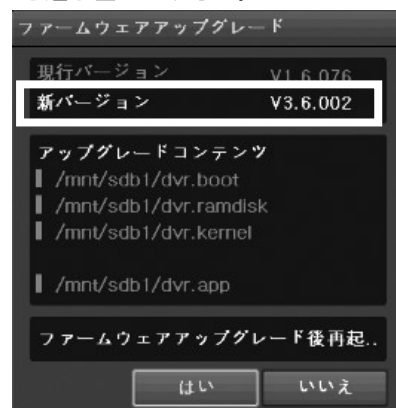 ファームウェアアップグレード
現行バージョン V1.6.076
新バージョン V3.6.002
アップグレードコンテンツ
/mnt/sdb1/dvr.boot
/mnt/sdb1/dvr.ramdisk
/mnt/sdb1/dvr.kernel
/mnt/sdb1/dvr.app
ファームウェアアップグレード後再起..
はい いいえ